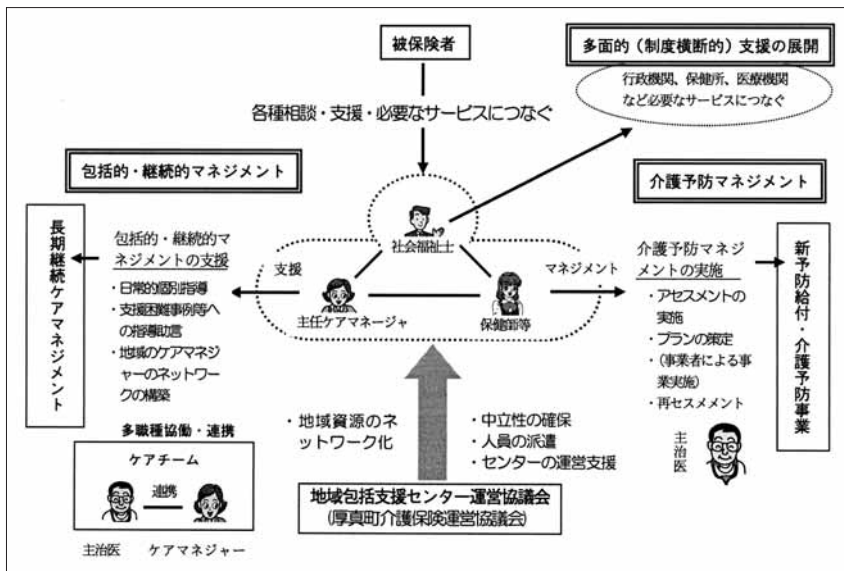 被保険者
多面的（制度横断的）支援の展開
行政機関、保健所、医療機関
など必要なサービスにつなぐ
各種相談・支援・必要なサービスにつなぐ
包括的・継続的マネジメント
介護予防マネジメント
社会福祉士
長期継続ケアマネジメント
包括的・継続的マ
ネジメントの支援
・日常的個別指導
・支援困難事例等へ
の指導助言
・地域のケアマネジ
ャーのネットワー
クの構築
支援
主任ケアマネージャ
マネジメント
保健師等
介護予防マネジ
メントの実施
・アセスメントの
実施
・プランの策定
・（事業者による事
業実施）
・再セスメメント
新予防給付・介護予防事業
主治医
多職種協働・連携
ケアチーム
連携
主治医
ケアマネジャー
・地域資源のネ
ットワーク化
・中立性の確保
・人員の派遣
・センターの運営支援
地域包括支援センター運営協議会
（厚真町介護保険運営協議会）